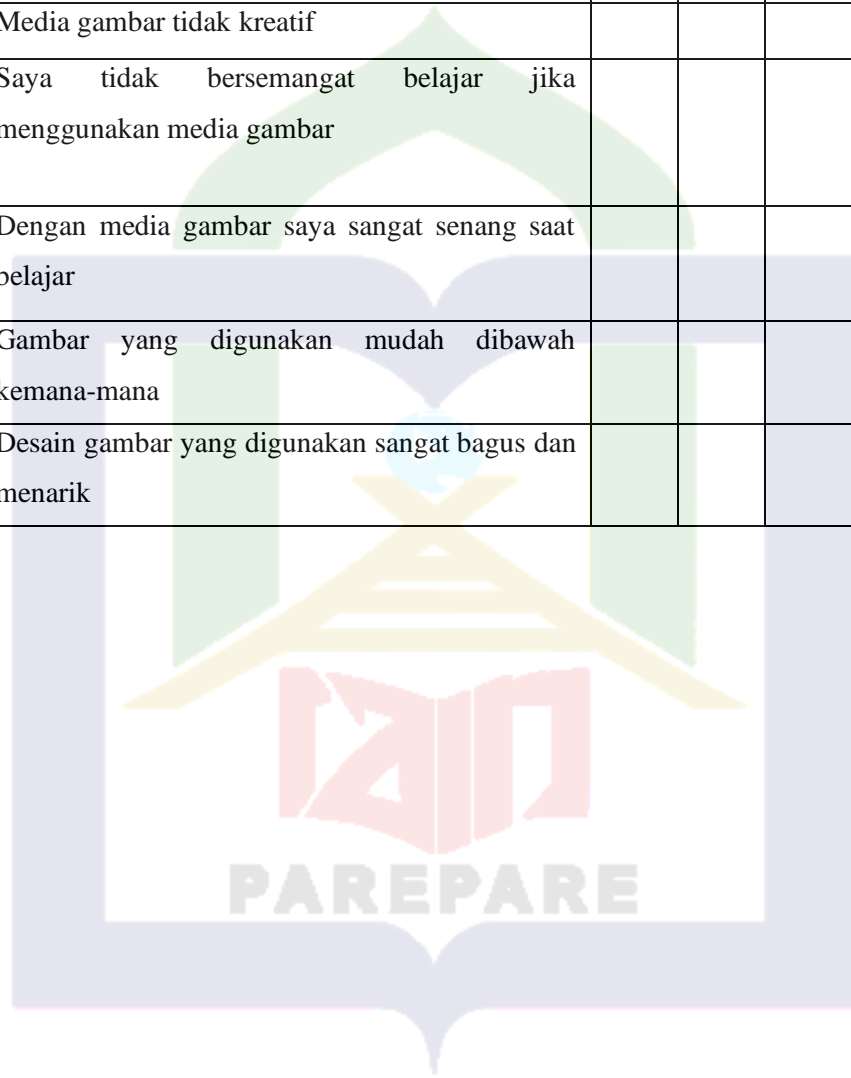 Media gambar tidak kreatif
Saya tidak bersemangat belajar jika
menggunakan media gambar
Dengan media gambar saya sangat senang saat
belajar
Gambar yang digunakan mudah dibawah
kemana-mana
Desain gambar yang digunakan sangat bagus dan
menarik
iain
PAREPARE